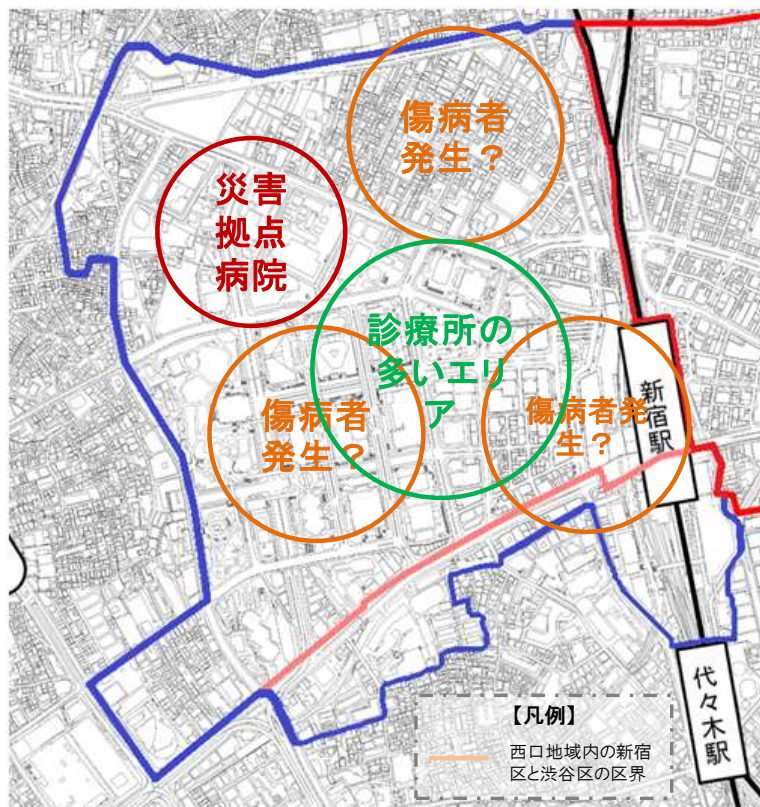 傷病者
発生？
災害
拠点
病院
診療所の
多いエリ
ア
傷病者
発生？
傷病者発
生？
新宿駅
代々木駅
【凡例】
西口地域内の新宿
区と渋谷区の区界